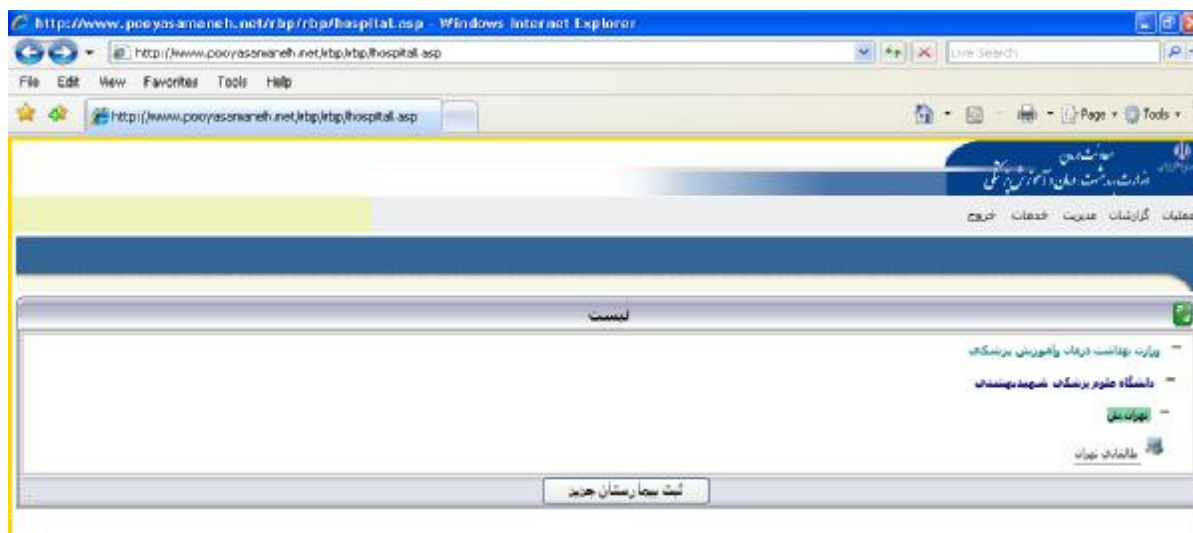 http://www.pooyasamaneh.net/rbp/rbp/hospital.asp - Windows Internet Explorer
http://www.pooyasamaneh.net/rbp/rbp/hospital.asp
Live Search
File Edit View Favorites Tools Help
http://www.pooyasamaneh.net/rbp/rbp/hospital.asp
Page Tools
وزارت بهداشت، درمان و آموزش پزشکی
عملیات گزارشات مدیریت خدمات خروج
لیست
وزارت بهداشت درمان وآموزش پزشکی
دانشگاه علوم پزشکی شهیدبهشتی
تهران
طالقانی تهران
ثبت بیمارستان جدید